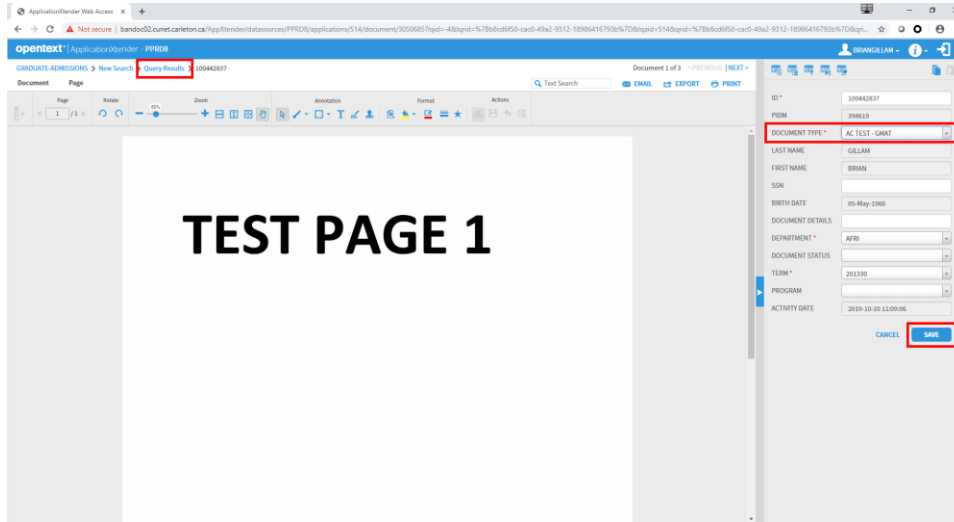 ApplicationXtender Web Access
Not secure | bandoc02.cunet.carleton.ca/AppXtender/datasources/PPRD8/applications/514/document/3050685?
opentext™ | ApplicationXtender - PPRD8
BRIANGILLAM
GRADUATE-ADMISSIONS > New Search > Query Results > 100442837
Document 1 of 3 < PREVIOUS | NEXT >
Document Page
Text Search EMAIL EXPORT PRINT
Page Rotate Zoom Annotation Format Actions
1 /1 60%
TEST PAGE 1
ID * 100442837
PIDM 398619
DOCUMENT TYPE * AC TEST - GMAT
LAST NAME GILLAM
FIRST NAME BRIAN
SSN
BIRTH DATE 05-May-1966
DOCUMENT DETAILS
DEPARTMENT * AFRI
DOCUMENT STATUS
TERM * 201330
PROGRAM
ACTIVITY DATE 2019-10-10 11:09:06
CANCEL SAVE